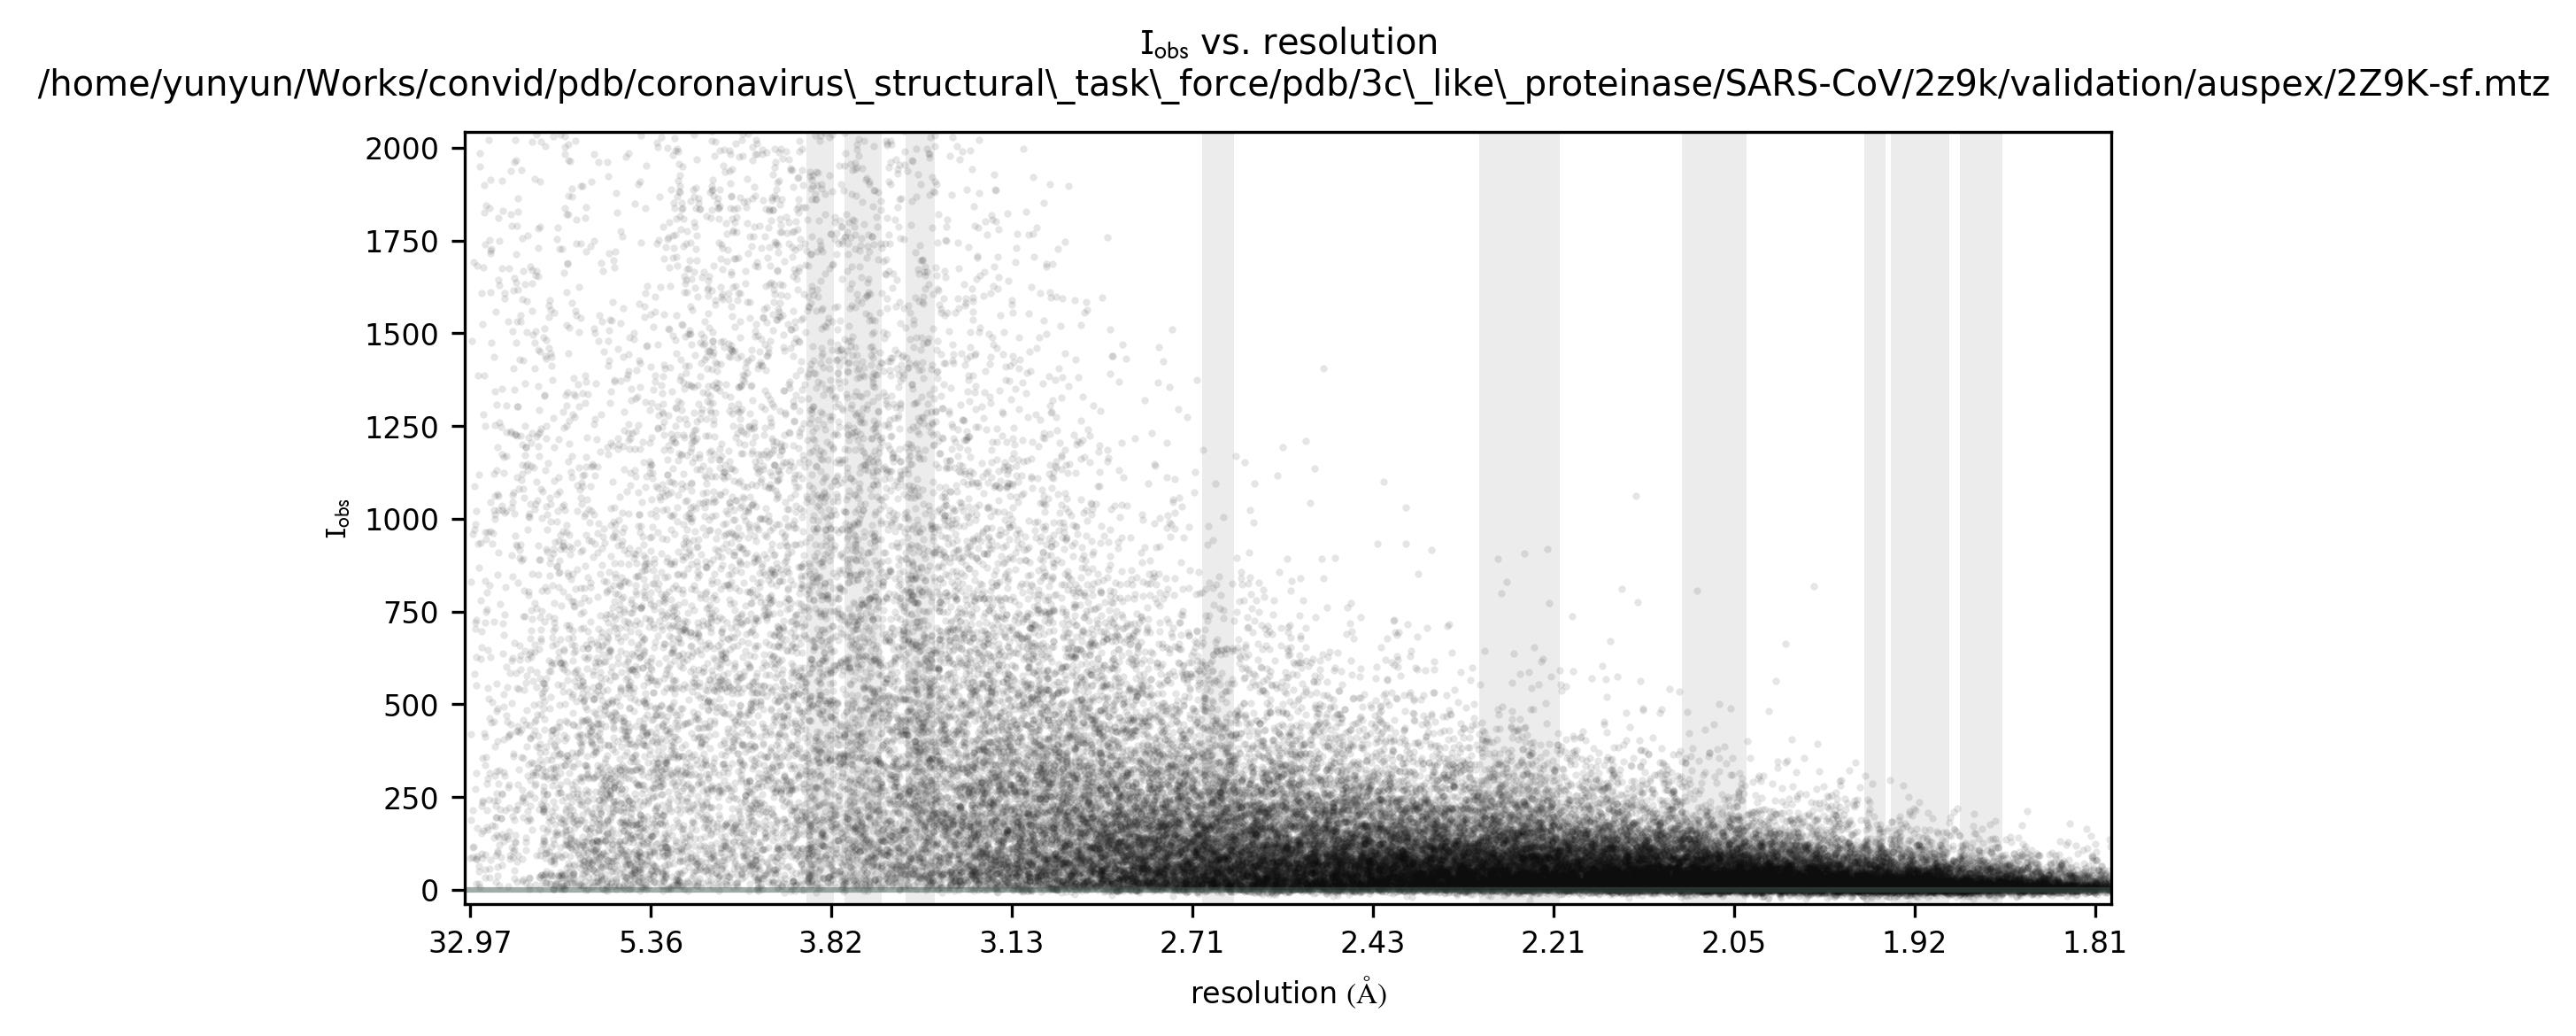 I_obs vs. resolution
/home/yunyun/Works/convid/pdb/coronavirus\_structural\_task\_force/pdb/3c\_like\_proteinase/SARS-CoV/2z9k/validation/auspex/2Z9K-sf.mtz
2000
1750
1500
1250
1000
750
500
250
0
I_obs
32.97 5.36 3.82 3.13 2.71 2.43 2.21 2.05 1.92 1.81
resolution (Å)